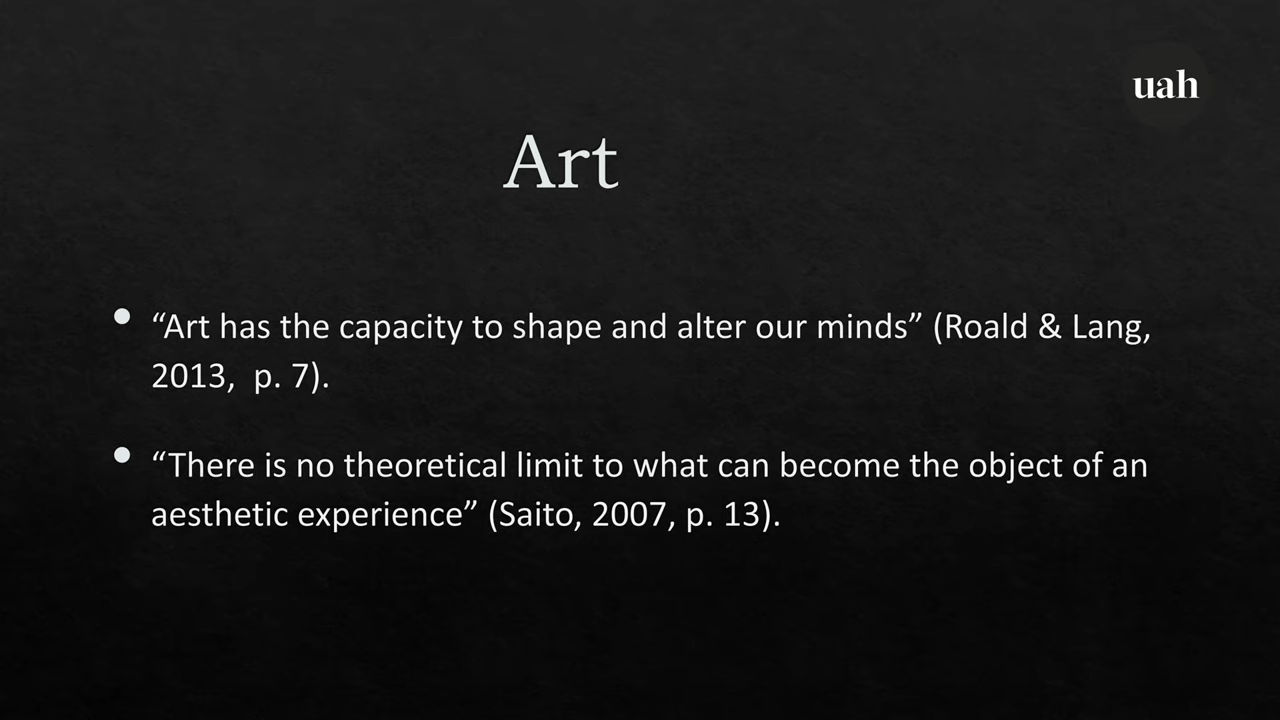 uah
Art
• “Art has the capacity to shape and alter our minds” (Roald & Lang,
2013,  p. 7).
• “There is no theoretical limit to what can become the object of an
aesthetic experience” (Saito, 2007, p. 13).